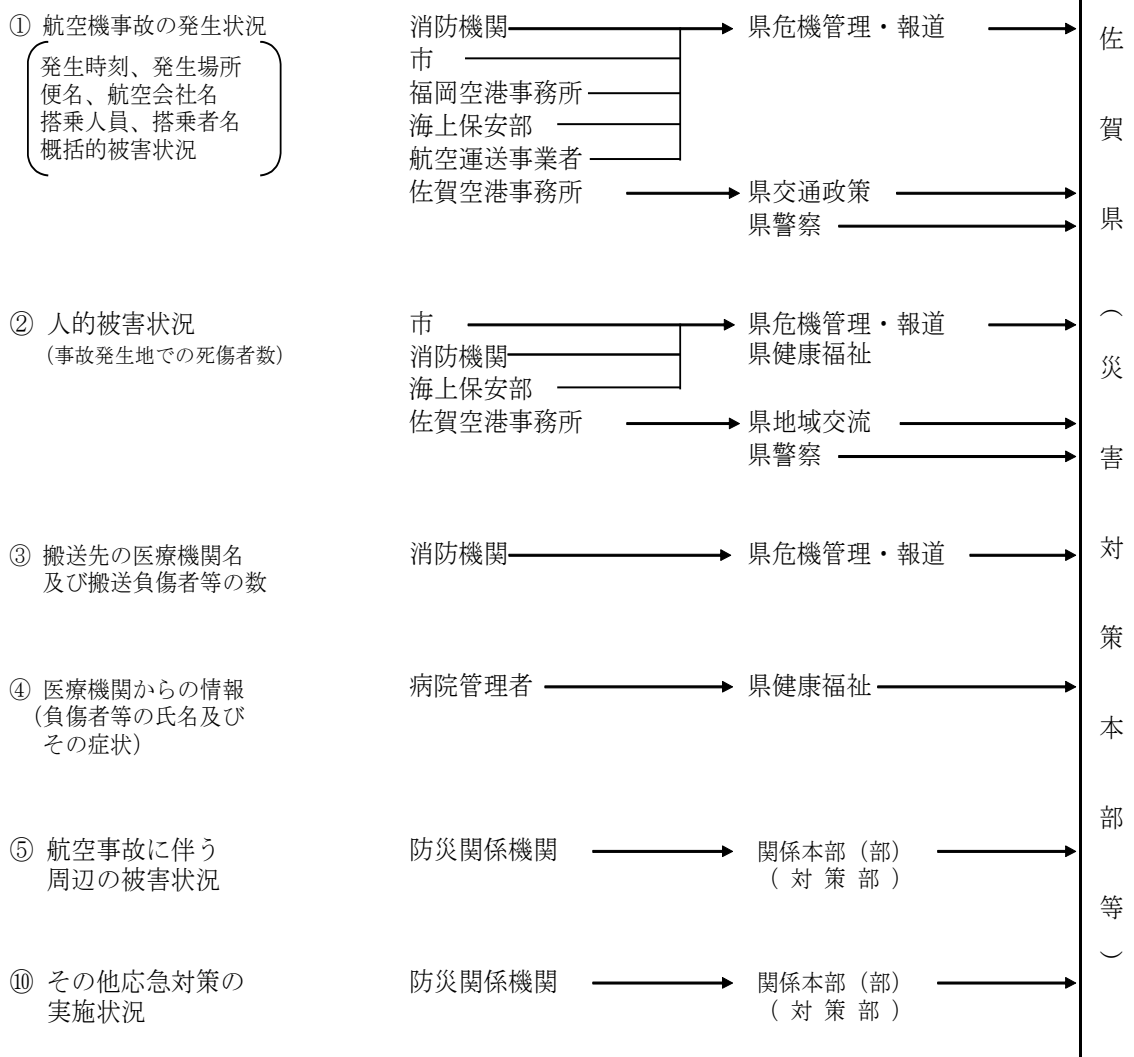 ① 航空機事故の発生状況
発生時刻、発生場所
便名、航空会社名
搭乗人員、搭乗者名
概括的被害状況
消防機関
市
福岡空港事務所
海上保安部
航空運送事業者
佐賀空港事務所
県危機管理・報道
県交通政策
県警察
② 人的被害状況
(事故発生地での死傷者数)
市
消防機関
海上保安部
佐賀空港事務所
県危機管理・報道
県健康福祉
県地域交流
県警察
③ 搬送先の医療機関名
及び搬送負傷者等の数
消防機関
県危機管理・報道
④ 医療機関からの情報
(負傷者等の氏名及び
その症状)
病院管理者
県健康福祉
⑤ 航空事故に伴う
周辺の被害状況
防災関係機関
関係本部(部)
( 対 策 部 )
⑩ その他応急対策の
実施状況
防災関係機関
関係本部(部)
( 対 策 部 )
佐賀県(災害対策本部等)